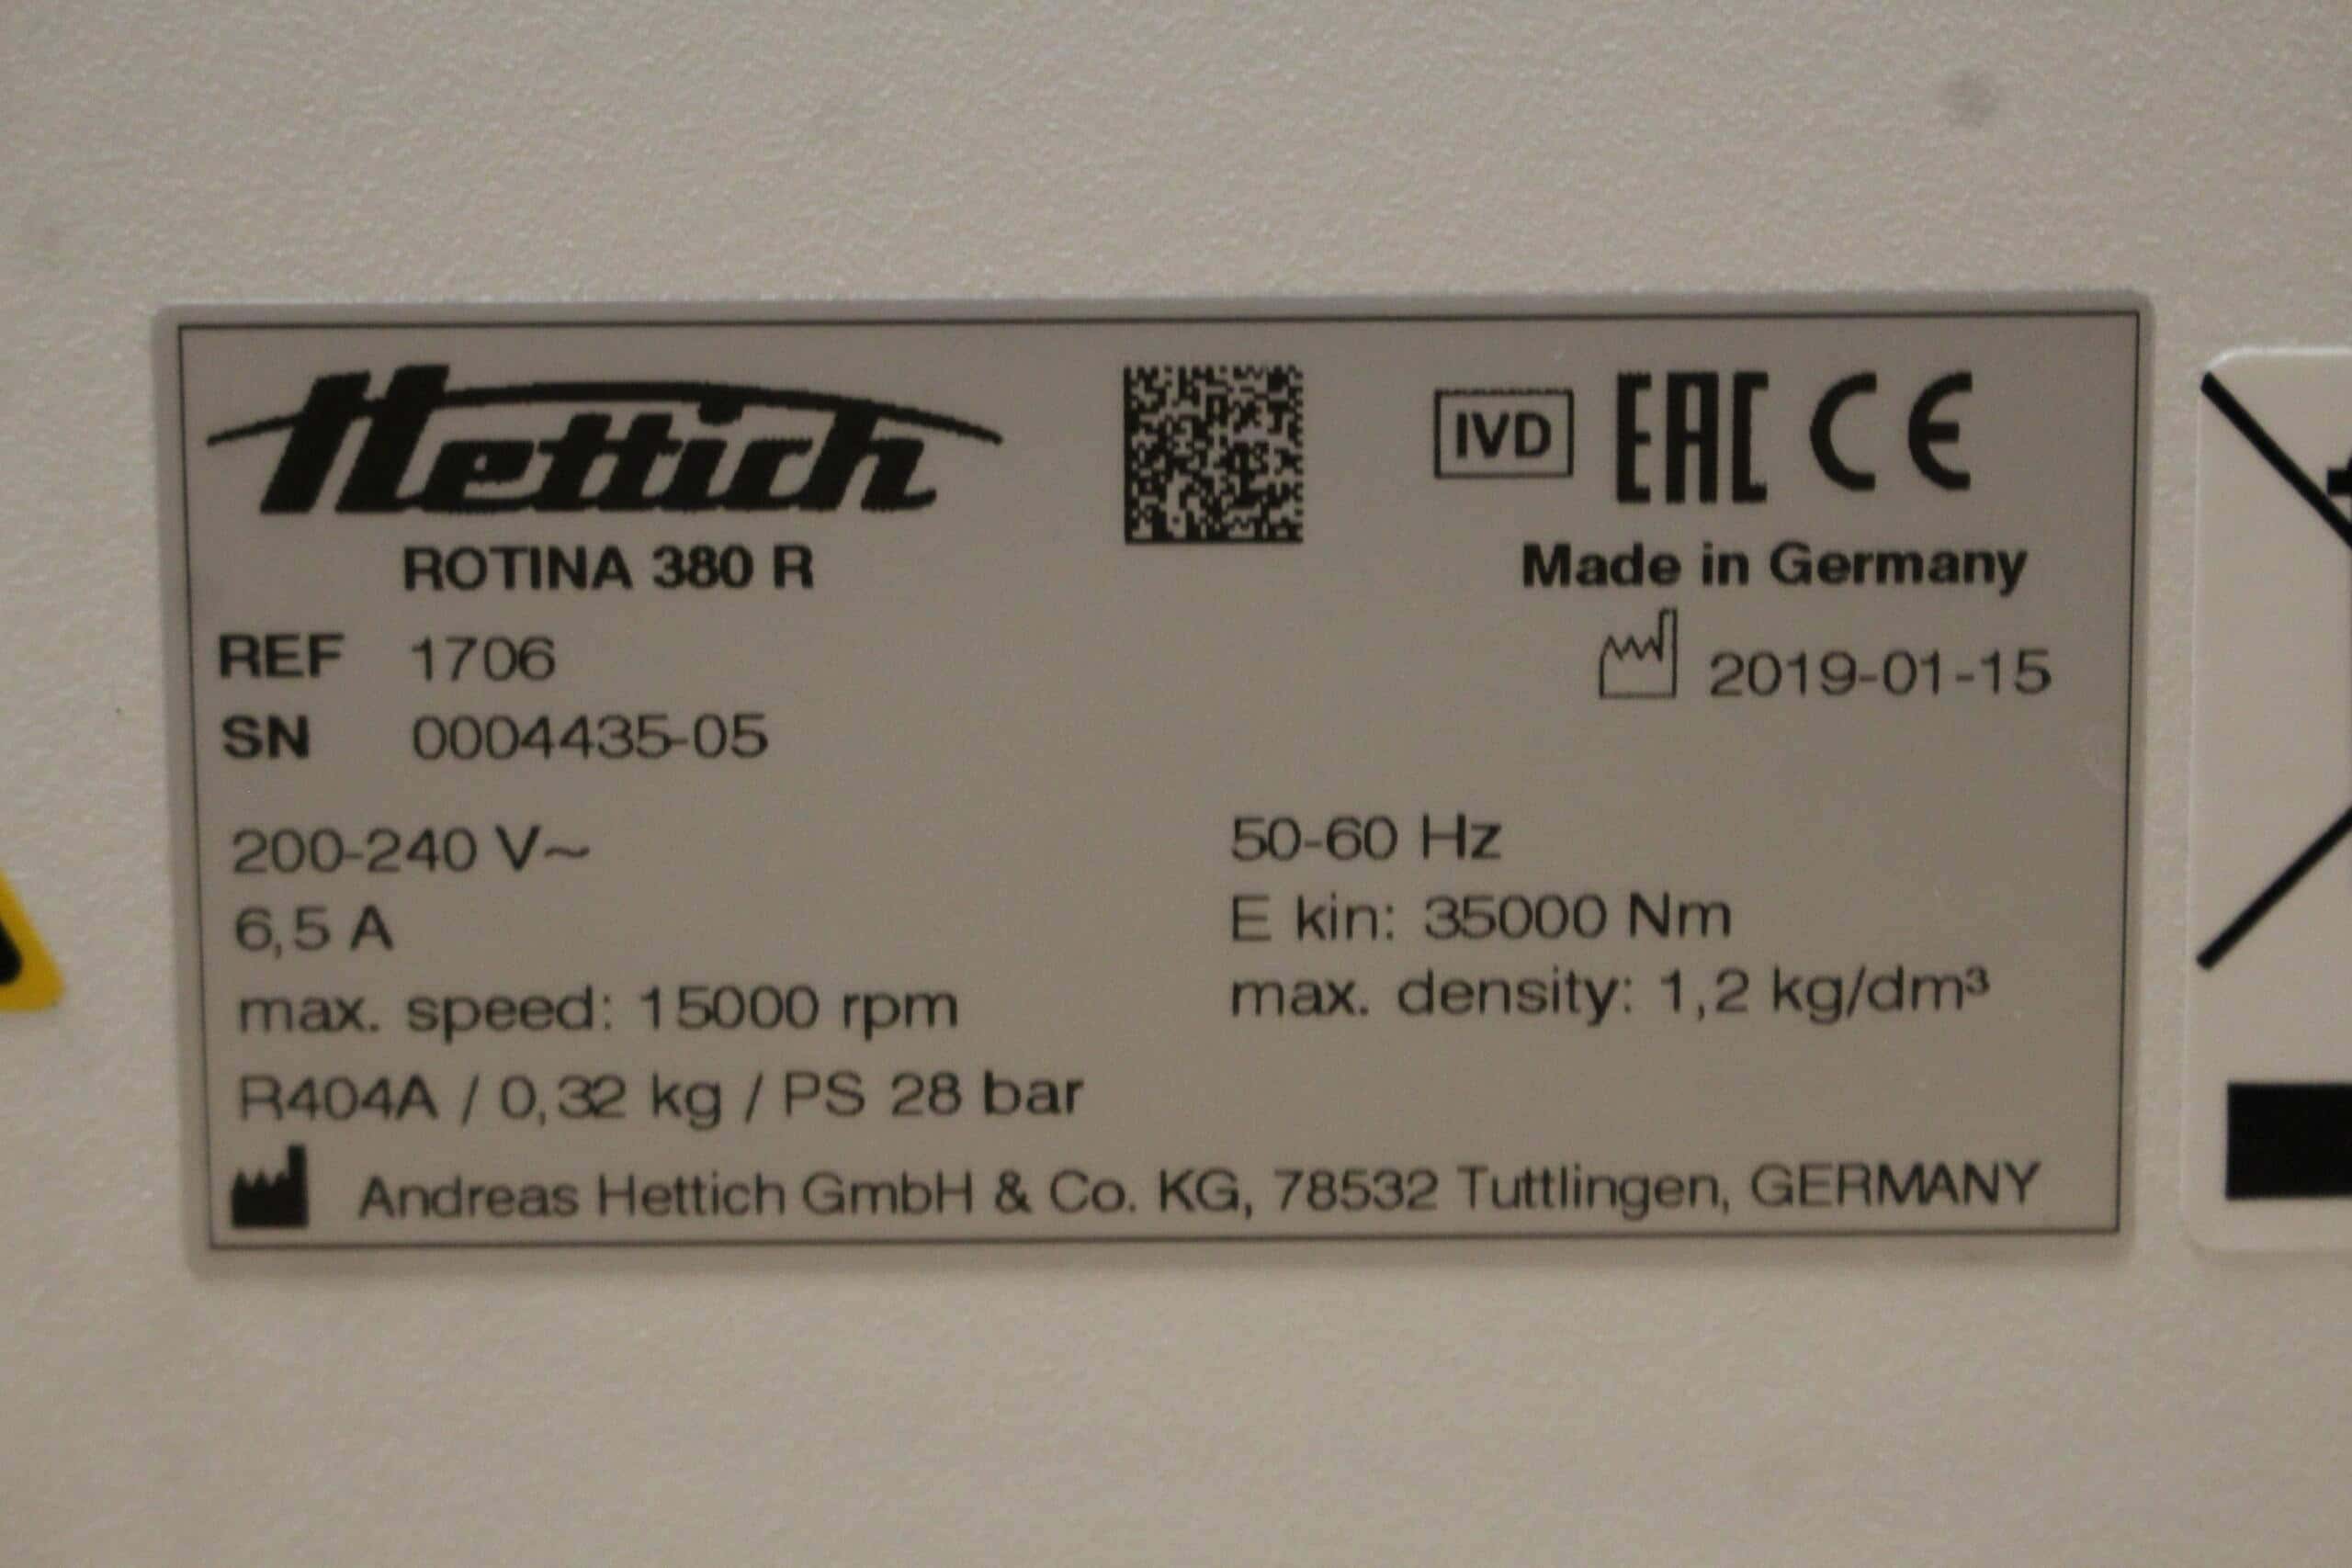 Hettich
IVD EAC CE
ROTINA 380 R
Made in Germany
REF 1706
2019-01-15
SN 0004435-05
200-240 V~
50-60 Hz
6,5 A
E kin: 35000 Nm
max. speed: 15000 rpm
max. density: 1,2 kg/dm³
R404A / 0,32 kg / PS 28 bar
Andreas Hettich GmbH & Co. KG, 78532 Tuttlingen, GERMANY